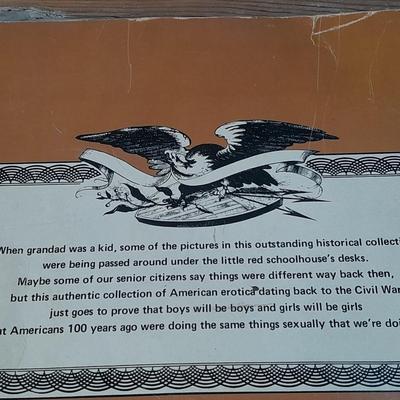 When grandad was a kid, some of the pictures in this outstanding historical collecti
were being passed around under the little red schoolhouse's desks.
Maybe some of our senior citizens say things were different way back then,
but this authentic collection of American erotica dating back to the Civil War
just goes to prove that boys will be boys and girls will be girls
at Americans 100 years ago were doing the same things sexually that we're doi